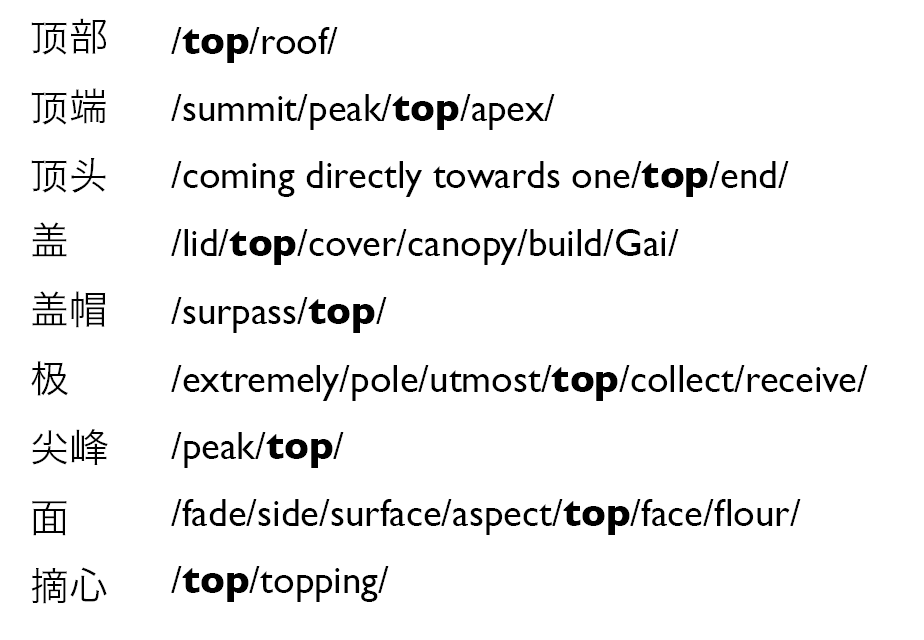 顶部 /top/roof/
顶端 /summit/peak/top/apex/
顶头 /coming directly towards one/top/end/
盖 /lid/top/cover/canopy/build/Gai/
盖帽 /surpass/top/
极 /extremely/pole/utmost/top/collect/receive/
尖峰 /peak/top/
面 /fade/side/surface/aspect/top/face/flour/
摘心 /top/topping/